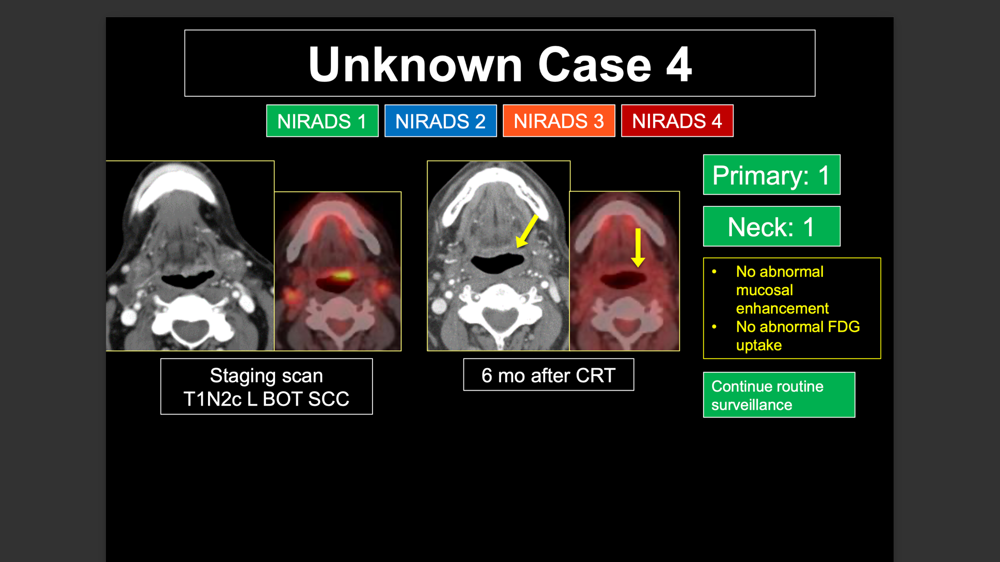 Unknown Case 4
NIRADS 1
NIRADS 2
NIRADS 3
NIRADS 4
Staging scan
T1N2c L BOT SCC
6 mo after CRT
Primary: 1
Neck: 1
• No abnormal
mucosal
enhancement
• No abnormal FDG
uptake
Continue routine
surveillance